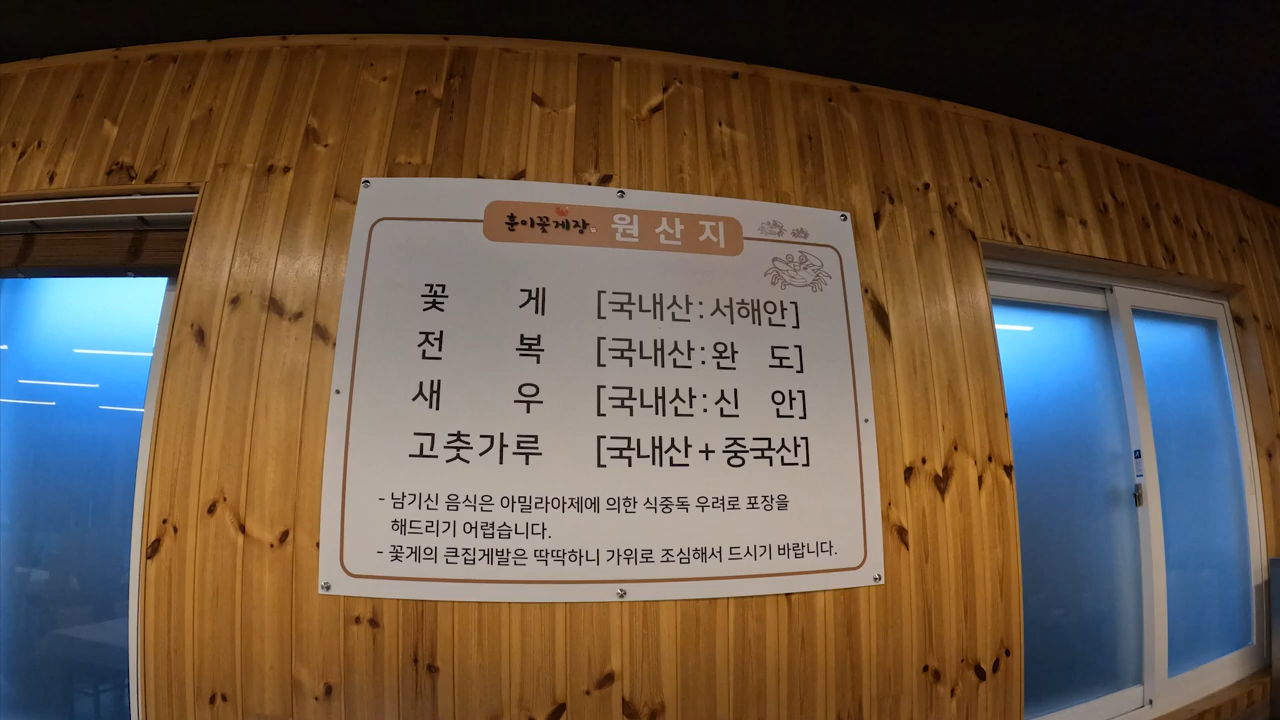 훈이꽃게장 원산지
꽃게 [국내산:서해안]
전복 [국내산:완 도]
새우 [국내산:신 안]
고춧가루 [국내산+중국산]
- 남기신 음식은 아밀라아제에 의한 식중독 우려로 포장을
해드리기 어렵습니다.
- 꽃게의 큰집게발은 딱딱하니 가위로 조심해서 드시기 바랍니다.